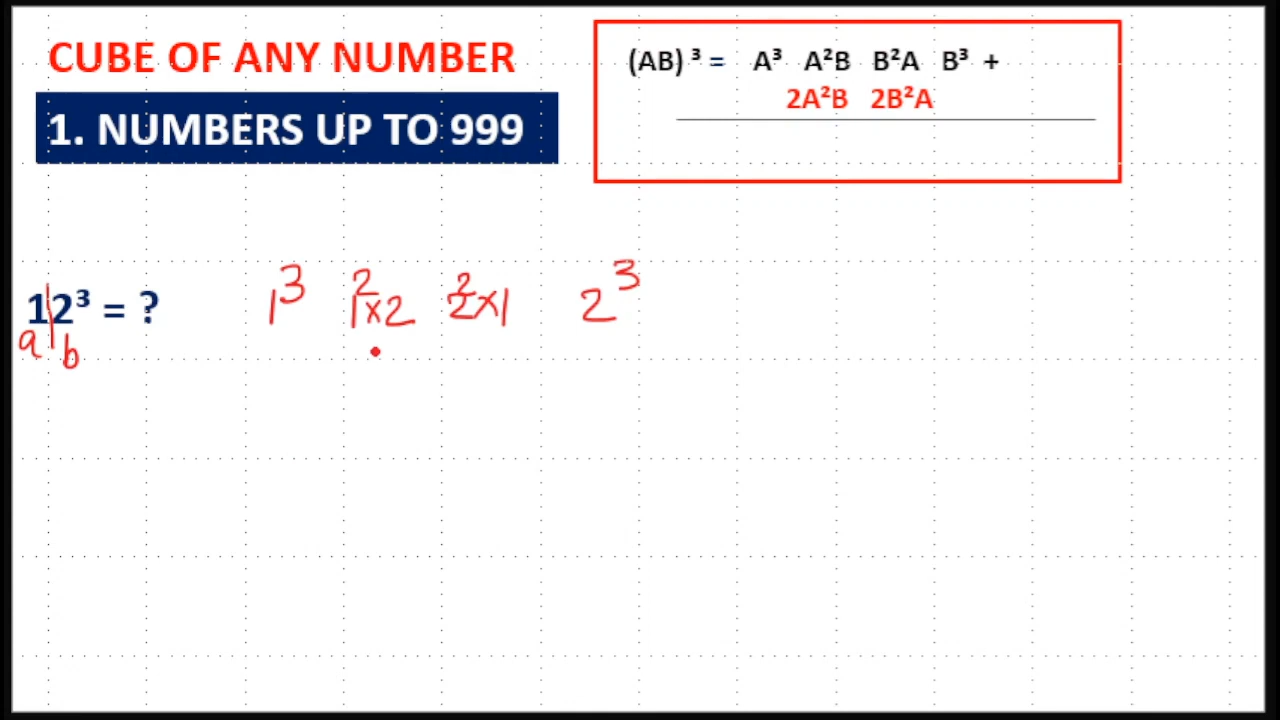 CUBE OF ANY NUMBER
1. NUMBERS UP TO 999
(AB) ³ = A³ A²B B²A B³ +
2A²B 2B²A
12³ = ? 1³ 1²×2 2²×1 2³
a b